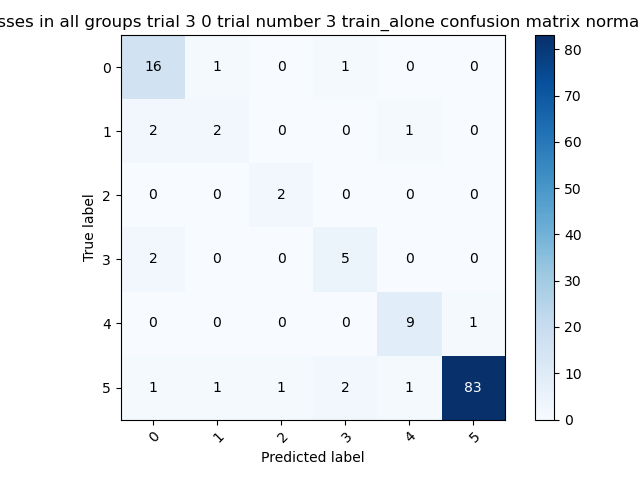 sses in all groups trial 3 0 trial number 3 train_alone confusion matrix norma
0 16 1 0 1 0 0
1 2 2 0 0 1 0
2 0 0 2 0 0 0
3 2 0 0 5 0 0
4 0 0 0 0 9 1
5 1 1 1 2 1 83
0 1 2 3 4 5
True label
Predicted label
80
70
60
50
40
30
20
10
0